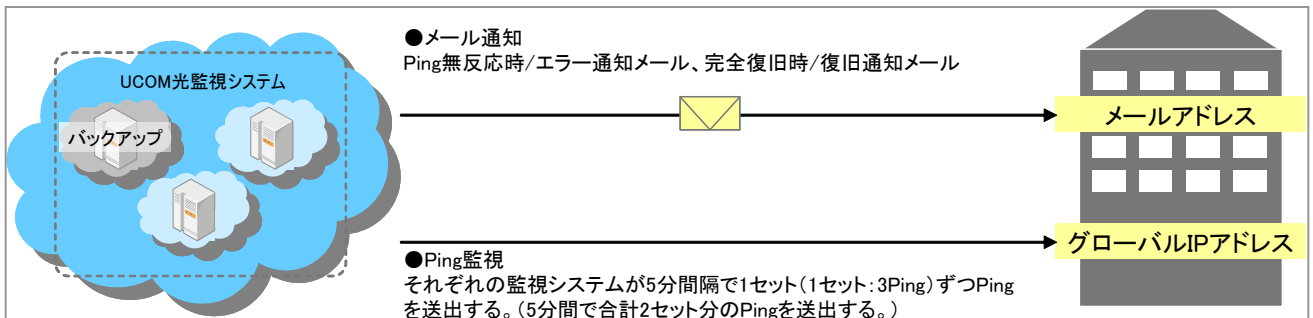 ●メール通知
Ping無反応時/エラー通知メール、完全復旧時/復旧通知メール
UCOM光監視システム
バックアップ
メールアドレス
グローバルIPアドレス
●Ping監視
それぞれの監視システムが5分間隔で1セット(1セット:3Ping)ずつPing
を送出する。(5分間で合計2セット分のPingを送出する。)